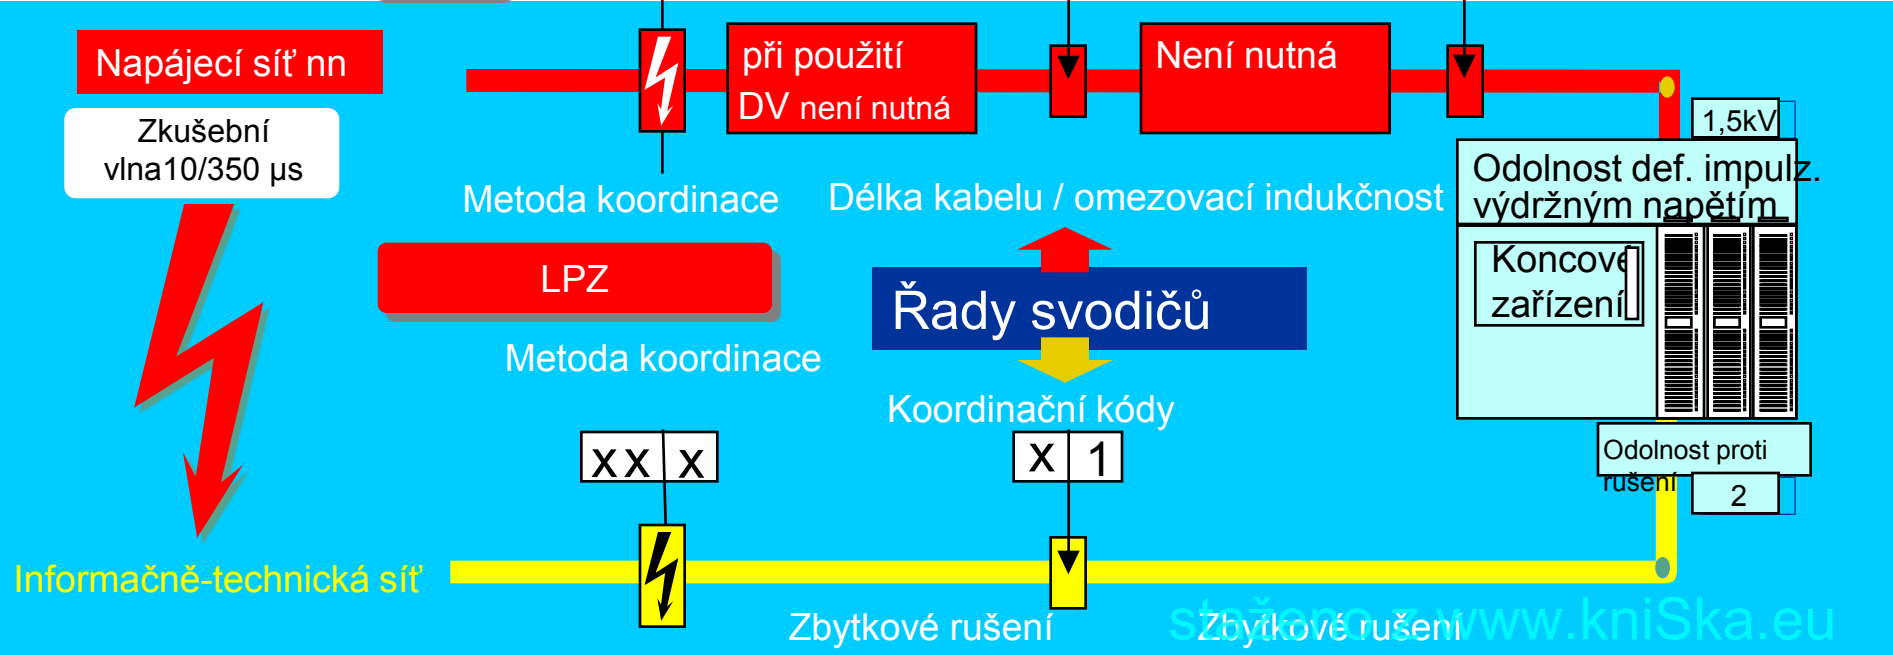 Napájecí síť nn
při použití
DV není nutná
Není nutná
1,5kV
Zkušební
vlna10/350 µs
Metoda koordinace
Délka kabelu / omezovací indukčnost
Odolnost def. impulz.
výdržným napětím
LPZ
Řady svodičů
Koncové
zařízení
Metoda koordinace
Koordinační kódy
xx x
x 1
Odolnost proti
rušení
2
Informačně-technická síť
Zbytkové rušení
Zbytkové rušení
staženo z www.kniSka.eu